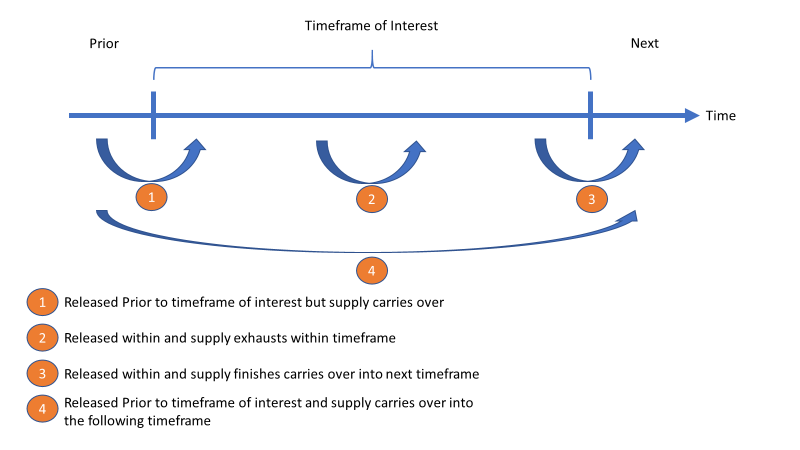 Timeframe of Interest
Prior
Next
Time
1
2
3
4
1 Released Prior to timeframe of interest but supply carries over
2 Released within and supply exhausts within timeframe
3 Released within and supply finishes carries over into next timeframe
4 Released Prior to timeframe of interest and supply carries over into
the following timeframe